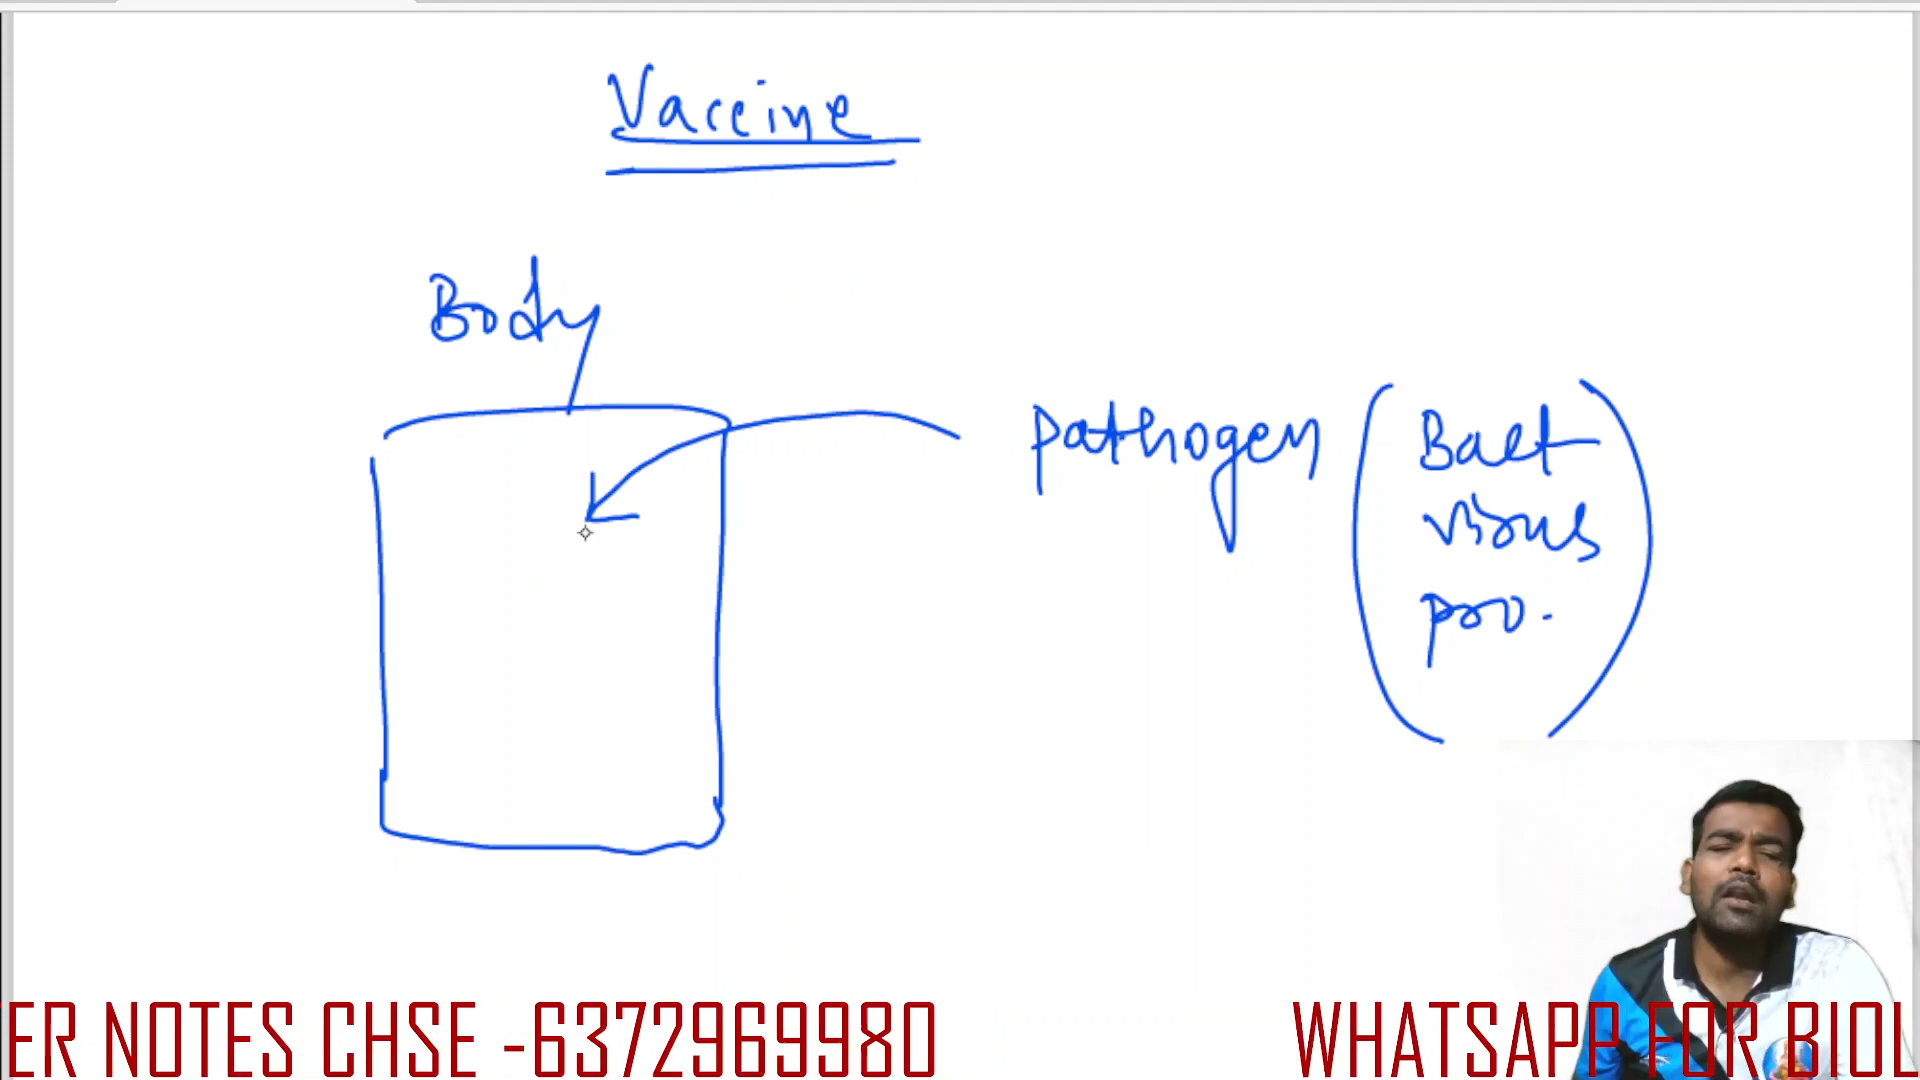 Vaccine
Body
Pathogen
Bact
virus
pro.
ER NOTES CHSE -6372969980
WHATSAPP FOR BIOL